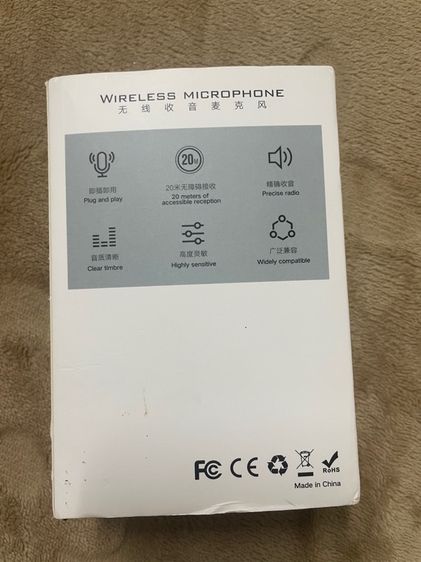 WIRELESS MICROPHONE
无线收音麦克风
20M
即插即用
Plug and play
20米无障碍接收
20 meters of
accessible reception
精确收音
Precise radio
音质清晰
Clear timbre
高度灵敏
Highly sensitive
广泛兼容
Widely compatible
FC CE RoHS
Made in China